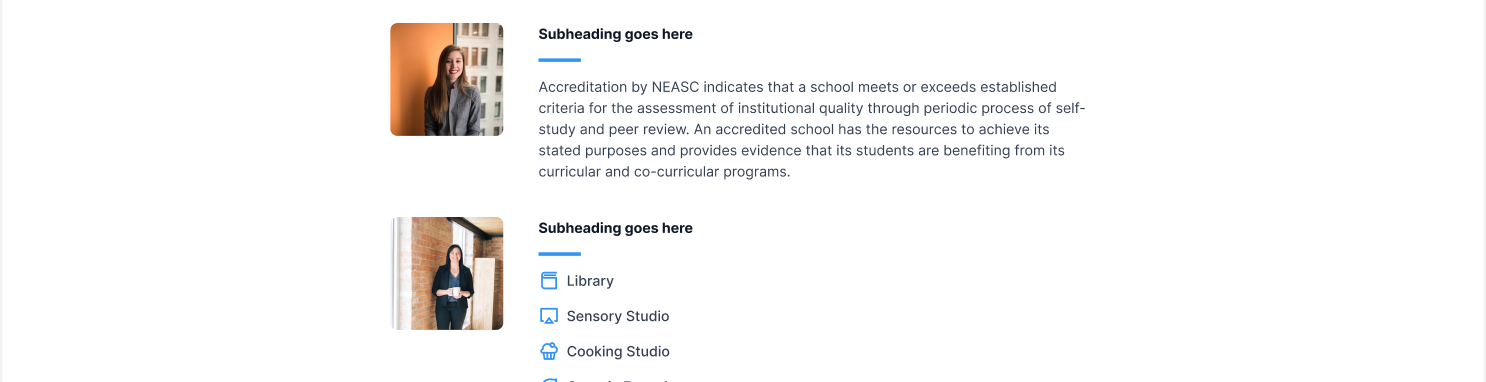 Subheading goes here
Accreditation by NEASC indicates that a school meets or exceeds established
criteria for the assessment of institutional quality through periodic process of self-
study and peer review. An accredited school has the resources to achieve its
stated purposes and provides evidence that its students are benefiting from its
curricular and co-curricular programs.
Subheading goes here
Library
Sensory Studio
Cooking Studio